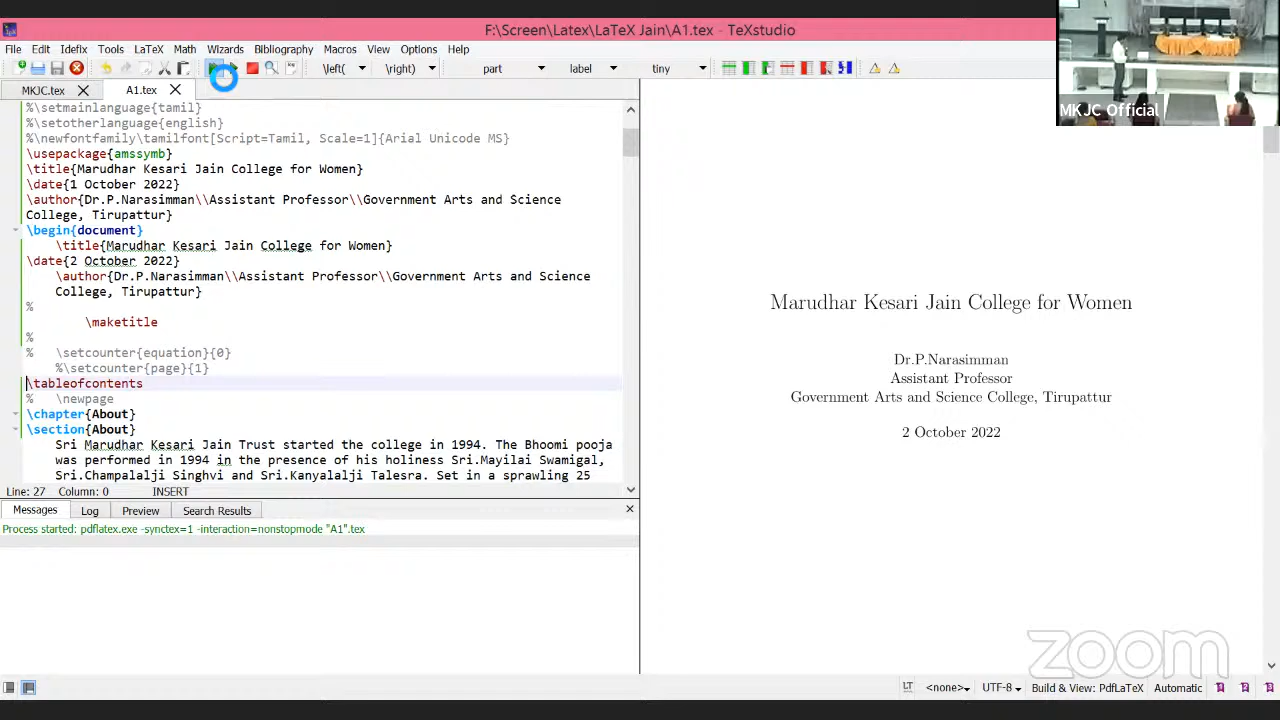 F:\Screen\Latex\LaTeX Jain\A1.tex - TeXstudio
File Edit Idefix Tools LaTeX Math Wizards Bibliography Macros View Options Help
\left( \right) part label tiny
MKJC.tex A1.tex
%\setmainlanguage{tamil}
%\setotherlanguage{english}
%\newfontfamily\tamilfont[Script=Tamil, Scale=1]{Arial Unicode MS}
\usepackage{amssymb}
\title{Marudhar Kesari Jain College for Women}
\date{1 October 2022}
\author{Dr.P.Narasimman\\Assistant Professor\\Government Arts and Science
College, Tirupattur}
\begin{document}
\title{Marudhar Kesari Jain College for Women}
\date{2 October 2022}
\author{Dr.P.Narasimman\\Assistant Professor\\Government Arts and Science
College, Tirupattur}
%
\maketitle
%
% \setcounter{equation}{0}
%\setcounter{page}{1}
\tableofcontents
% \newpage
\chapter{About}
\section{About}
Sri Marudhar Kesari Jain Trust started the college in 1994. The Bhoomi pooja
was performed in 1994 in the presence of his holiness Sri.Mayilai Swamigal,
Sri.Champalalji Singhvi and Sri.Kanyalalji Talesra. Set in a sprawling 25
Line: 27 Column: 0 INSERT
Messages Log Preview Search Results
Process started: pdflatex.exe -synctex=1 -interaction=nonstopmode "A1".tex
MKJC Official
Marudhar Kesari Jain College for Women
Dr.P.Narasimman
Assistant Professor
Government Arts and Science College, Tirupattur
2 October 2022
zoom
LT <none> UTF-8 Build & View: PdfLaTeX Automatic